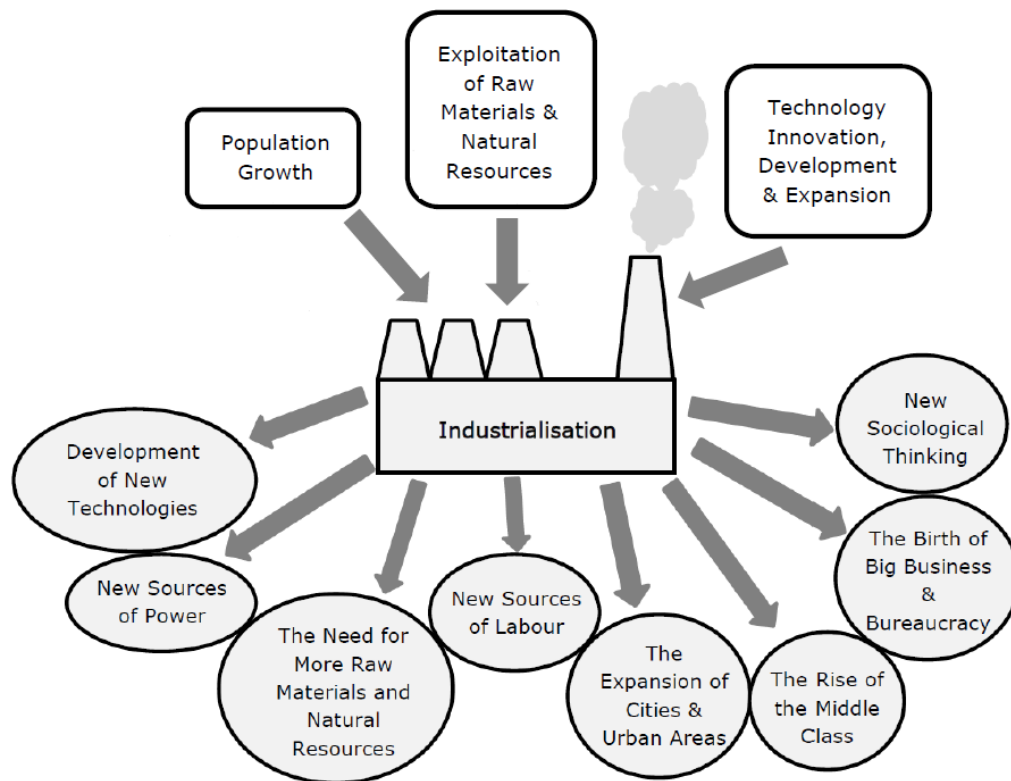 Population
Growth
Exploitation
of Raw
Materials &
Natural
Resources
Technology
Innovation,
Development
& Expansion
Industrialisation
Development
of New
Technologies
New Sources
of Power
The Need for
More Raw
Materials and
Natural
Resources
New Sources
of Labour
The
Expansion of
Cities &
Urban Areas
The Rise of
the Middle
Class
The Birth of
Big Business
&
Bureaucracy
New
Sociological
Thinking